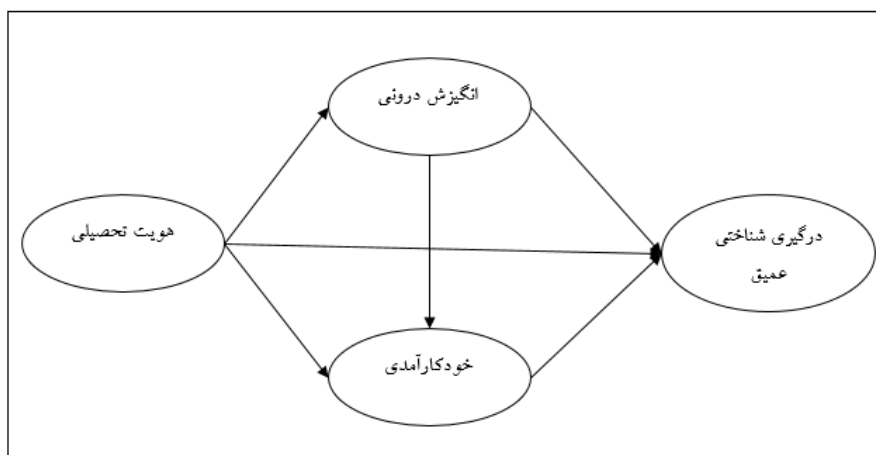 انگیزش درونی
هویت تحصیلی
درگیری شناختی
عمیق
خودکارآمدی